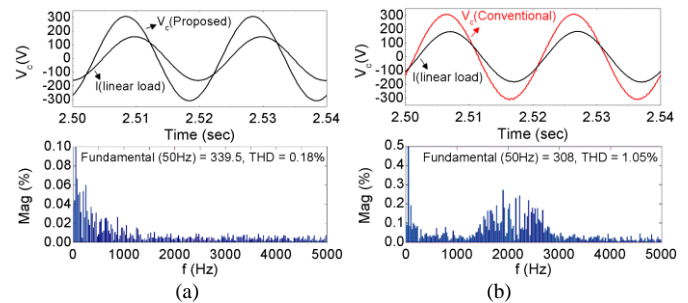 300
200
100
0
-100
-200
-300
V_c(V)
V_c(Proposed)
I(linear load)
2.50 2.51 2.52 2.53 2.54
Time (sec)
300
200
100
0
-100
-200
-300
V_c(V)
V_c(Conventional)
I(linear load)
2.50 2.51 2.52 2.53 2.54
Time (sec)
0.10
0.08
0.06
0.04
0.02
0.00
Mag (%)
Fundamental (50Hz) = 339.5, THD = 0.18%
0 1000 2000 3000 4000 5000
f (Hz)
(a)
0.5
0.4
0.3
0.2
0.1
0.0
Mag (%)
Fundamental (50Hz) = 308, THD = 1.05%
0 1000 2000 3000 4000 5000
f (Hz)
(b)